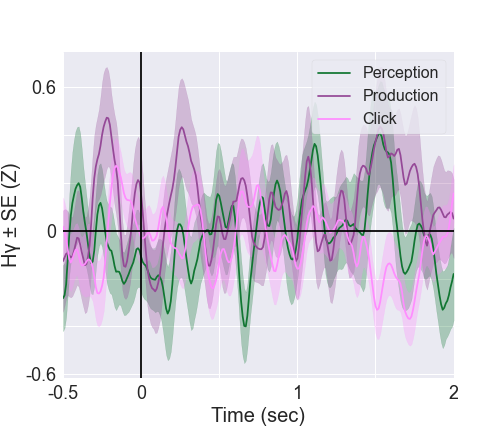 Perception
Production
Click
0.6
0
-0.6
Hγ ± SE (Z)
-0.5
0
1
2
Time (sec)